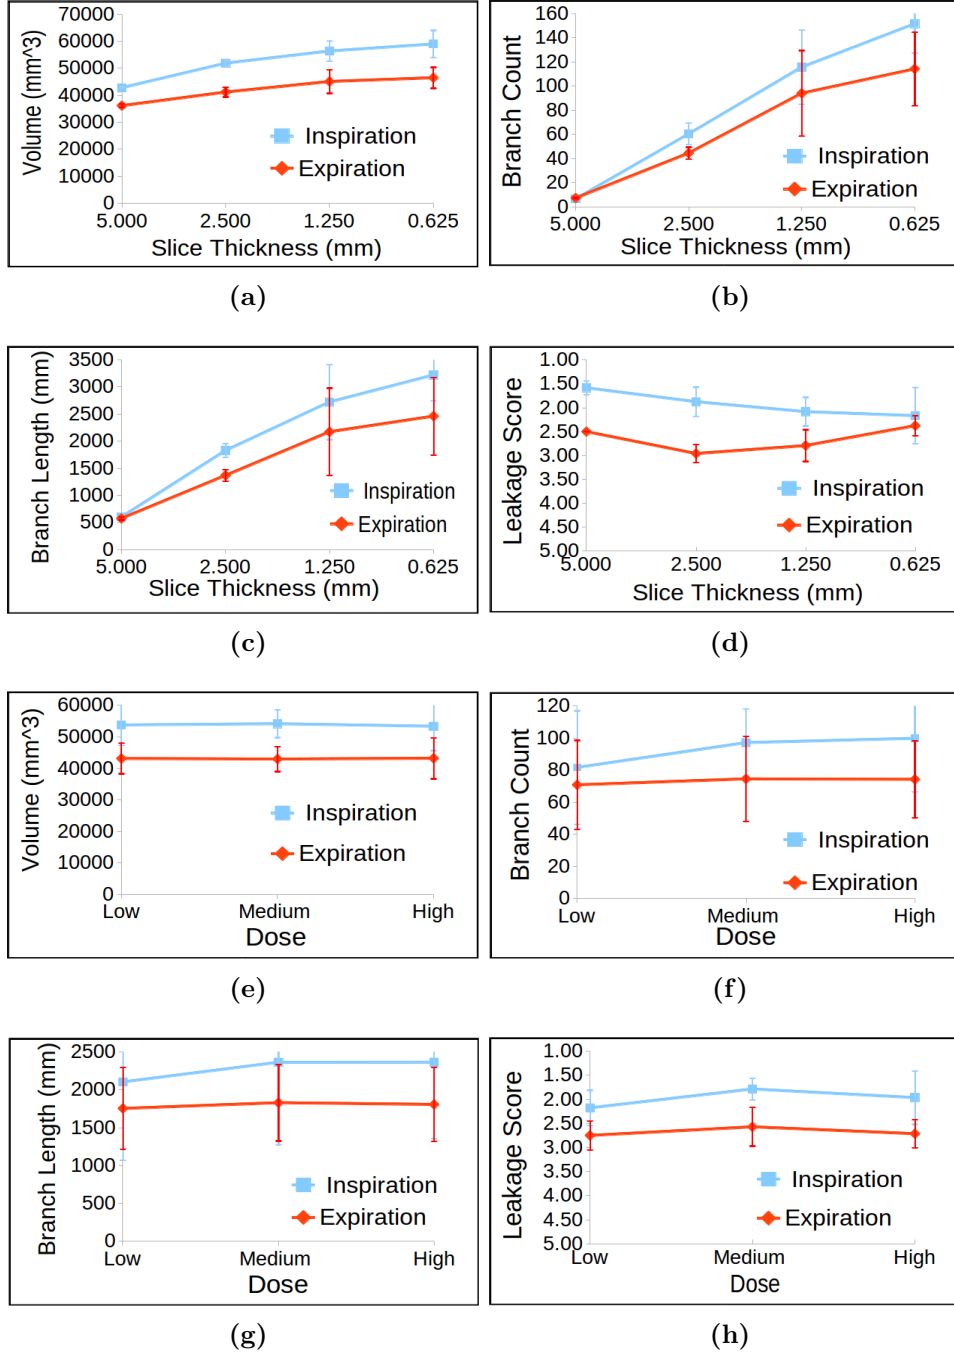 Volume (mm^3)
70000
60000
50000
40000
30000
20000
10000
0
Inspiration
Expiration
5.000 2.500 1.250 0.625
Slice Thickness (mm)
(a)
Branch Count
160
140
120
100
80
60
40
20
0
Inspiration
Expiration
5.000 2.500 1.250 0.625
Slice Thickness (mm)
(b)
Branch Length (mm)
3500
3000
2500
2000
1500
1000
500
0
Inspiration
Expiration
5.000 2.500 1.250 0.625
Slice Thickness (mm)
(c)
Leakage Score
1.00
1.50
2.00
2.50
3.00
3.50
4.00
4.50
5.00
Inspiration
Expiration
5.000 2.500 1.250 0.625
Slice Thickness (mm)
(d)
Volume (mm^3)
60000
50000
40000
30000
20000
10000
0
Inspiration
Expiration
Low Medium High
Dose
(e)
Branch Count
120
100
80
60
40
20
0
Inspiration
Expiration
Low Medium High
Dose
(f)
Branch Length (mm)
2500
2000
1500
1000
500
0
Inspiration
Expiration
Low Medium High
Dose
(g)
Leakage Score
1.00
1.50
2.00
2.50
3.00
3.50
4.00
4.50
5.00
Inspiration
Expiration
Low Medium High
Dose
(h)